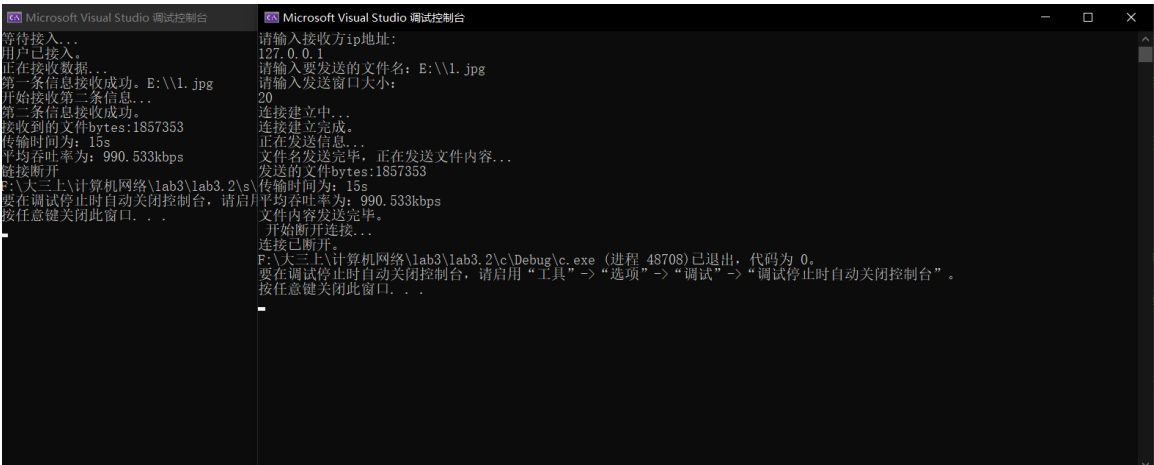 Microsoft Visual Studio 调试控制台
等待接入...
用户已接入。
正在接收数据...
第一条信息接收成功。E:\\1.jpg
开始接收第二条信息...
第二条信息接收成功。
接收到的文件bytes:1857353
传输时间为: 15s
平均吞吐率为: 990.533kbps
链接断开
F:\大三上\计算机网络\lab3\lab3.2\s\
要在调试停止时自动关闭控制台，请启用
按任意键关闭此窗口. . .
Microsoft Visual Studio 调试控制台
请输入接收方ip地址:
127.0.0.1
请输入要发送的文件名: E:\\1.jpg
请输入发送窗口大小:
20
连接建立中...
连接建立完成。
正在发送信息...
文件名发送完毕，正在发送文件内容...
发送的文件bytes:1857353
传输时间为: 15s
平均吞吐率为: 990.533kbps
文件内容发送完毕。
开始断开连接...
连接已断开。
F:\大三上\计算机网络\lab3\lab3.2\c\Debug\c.exe (进程 48708)已退出，代码为 0。
要在调试停止时自动关闭控制台，请启用“工具”->“选项”->“调试”->“调试停止时自动关闭控制台”。
按任意键关闭此窗口. . .